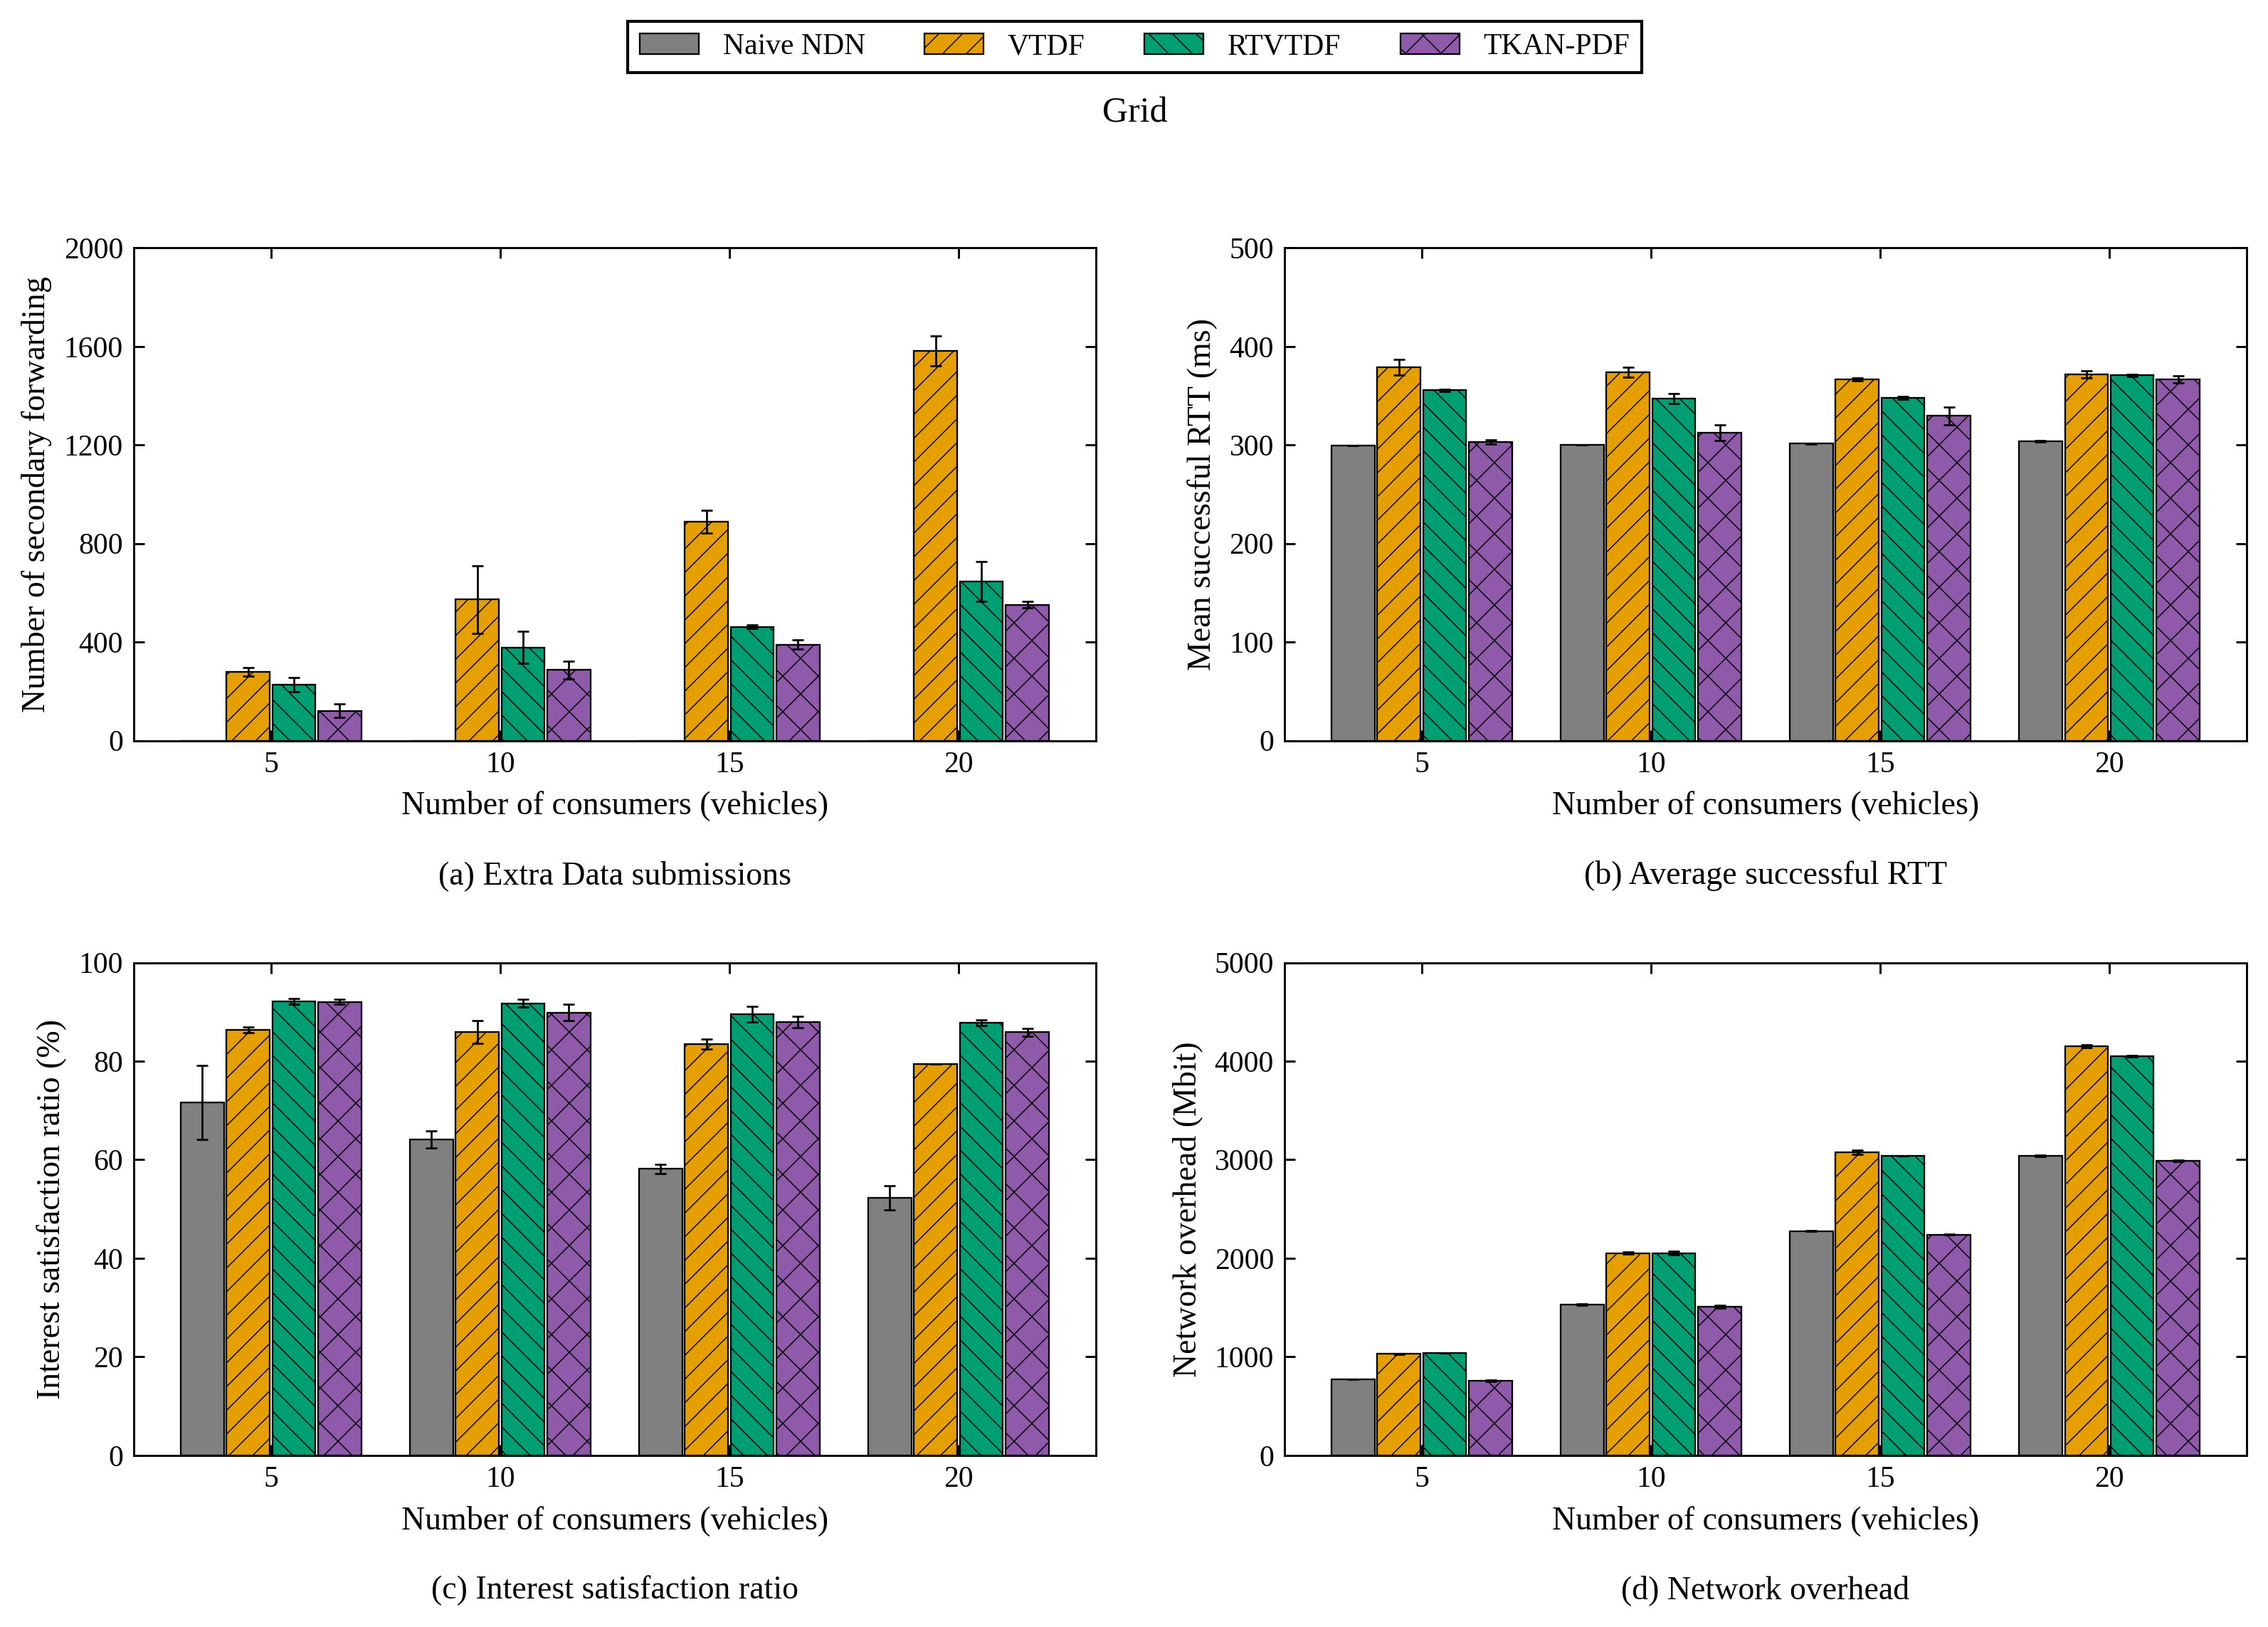 Naive NDN VTDF RTVTDF TKAN-PDF
Grid
Number of secondary forwarding
2000
1600
1200
800
400
0
5 10 15 20
Number of consumers (vehicles)
(a) Extra Data submissions
Mean successful RTT (ms)
500
400
300
200
100
0
5 10 15 20
Number of consumers (vehicles)
(b) Average successful RTT
Interest satisfaction ratio (%)
100
80
60
40
20
0
5 10 15 20
Number of consumers (vehicles)
(c) Interest satisfaction ratio
Network overhead (Mbit)
5000
4000
3000
2000
1000
0
5 10 15 20
Number of consumers (vehicles)
(d) Network overhead